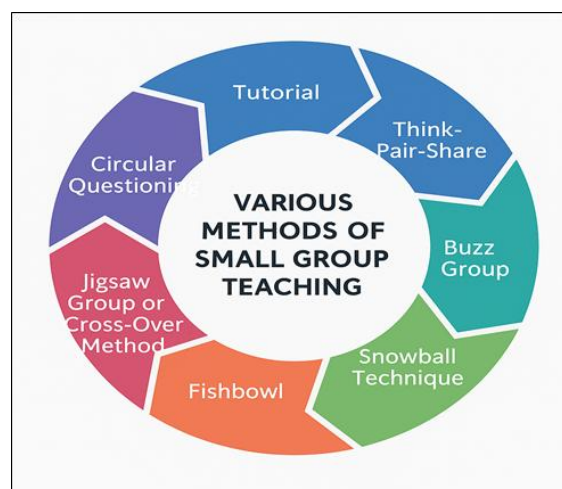 VARIOUS
METHODS OF
SMALL GROUP
TEACHING
Tutorial
Think-
Pair-Share
Buzz
Group
Snowball
Technique
Fishbowl
Jigsaw
Group or
Cross-Over
Method
Circular
Questioning